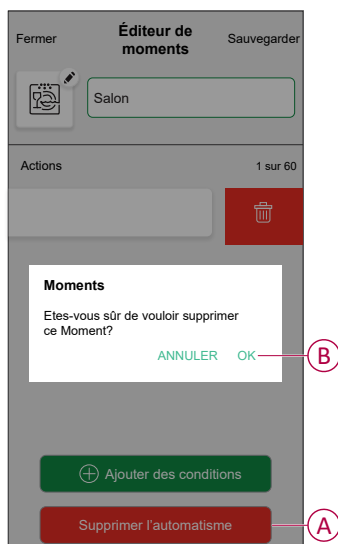 Fermer
Éditeur de
moments
Sauvegarder
Salon
Actions
1 sur 60
Moments
Etes-vous sûr de vouloir supprimer
ce Moment?
ANNULER OK
B
Ajouter des conditions
Supprimer l'automatisme
A